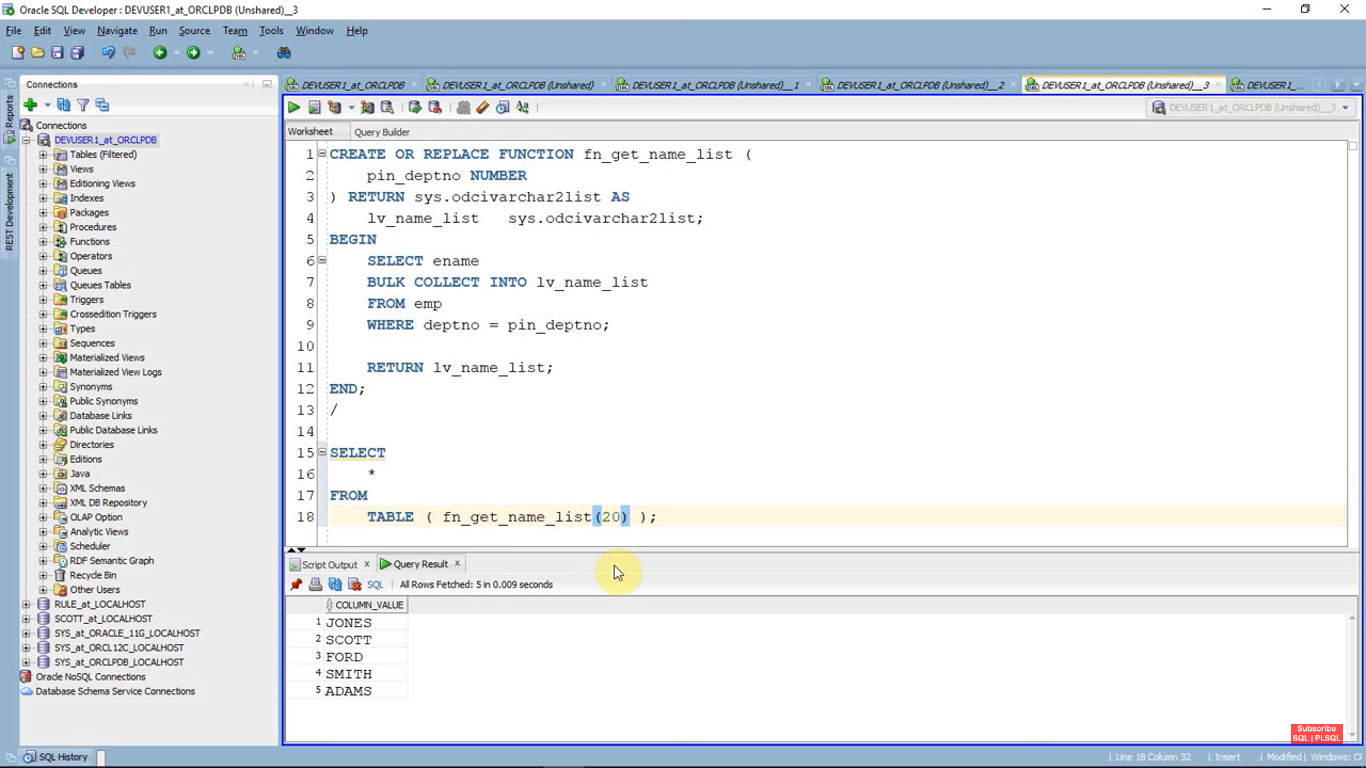 Oracle SQL Developer : DEVUSER1_at_ORCLPDB (Unshared)__3
File Edit View Navigate Run Source Team Tools Window Help
Connections
DEVUSER1_at_ORCLPDB DEVUSER1_at_ORCLPDB (Unshared) DEVUSER1_at_ORCLPDB (Unshared)__1 DEVUSER1_at_ORCLPDB (Unshared)__2 DEVUSER1_at_ORCLPDB (Unshared)__3 DEVUSER1_...
Reports
REST Development
DEVUSER1_at_ORCLPDB (Unshared)__3
Worksheet Query Builder
Connections
DEVUSER1_at_ORCLPDB
Tables (Filtered)
Views
Editioning Views
Indexes
Packages
Procedures
Functions
Operators
Queues
Queues Tables
Triggers
Crossedition Triggers
Types
Sequences
Materialized Views
Materialized View Logs
Synonyms
Public Synonyms
Database Links
Public Database Links
Directories
Editions
Java
XML Schemas
XML DB Repository
OLAP Option
Analytic Views
Scheduler
RDF Semantic Graph
Recycle Bin
Other Users
RULE_at_LOCALHOST
SCOTT_at_LOCALHOST
SYS_at_ORACLE_11G_LOCALHOST
SYS_at_ORCL12C_LOCALHOST
SYS_at_ORCLPDB_LOCALHOST
Oracle NoSQL Connections
Database Schema Service Connections
1 CREATE OR REPLACE FUNCTION fn_get_name_list (
2 pin_deptno NUMBER
3 ) RETURN sys.odcivarchar2list AS
4 lv_name_list sys.odcivarchar2list;
5 BEGIN
6 SELECT ename
7 BULK COLLECT INTO lv_name_list
8 FROM emp
9 WHERE deptno = pin_deptno;
10
11 RETURN lv_name_list;
12 END;
13 /
14
15 SELECT
16 *
17 FROM
18 TABLE ( fn_get_name_list(20) );
Script Output Query Result
SQL All Rows Fetched: 5 in 0.009 seconds
COLUMN_VALUE
1 JONES
2 SCOTT
3 FORD
4 SMITH
5 ADAMS
Subscribe
SQL | PLSQL
SQL History
Line 18 Column 32 Insert Modified Windows: C